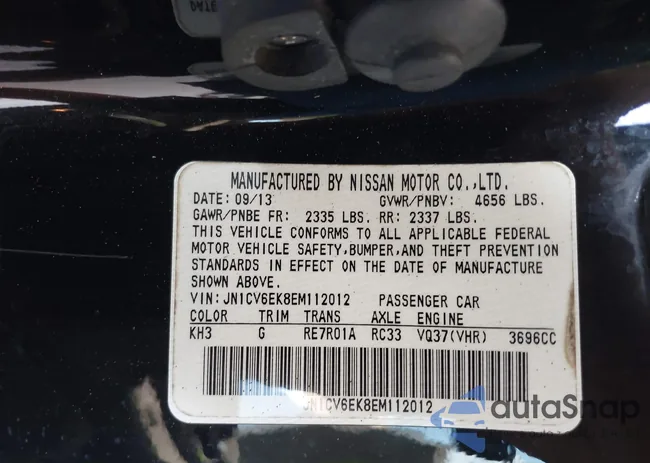 MANUFACTURED BY NISSAN MOTOR CO.,LTD.
DATE: 09/13 GVWR/PNBV: 4656 LBS.
GAWR/PNBE FR: 2335 LBS. RR: 2337 LBS.
THIS VEHICLE CONFORMS TO ALL APPLICABLE FEDERAL
MOTOR VEHICLE SAFETY,BUMPER,AND THEFT PREVENTION
STANDARDS IN EFFECT ON THE DATE OF MANUFACTURE
SHOWN ABOVE.
VIN: JN1CV6EK8EM112012 PASSENGER CAR
COLOR TRIM TRANS AXLE ENGINE
KH3 G RE7R01A RC33 VQ37(VHR) 3696CC
JN1CV6EK8EM112012
autoSnap